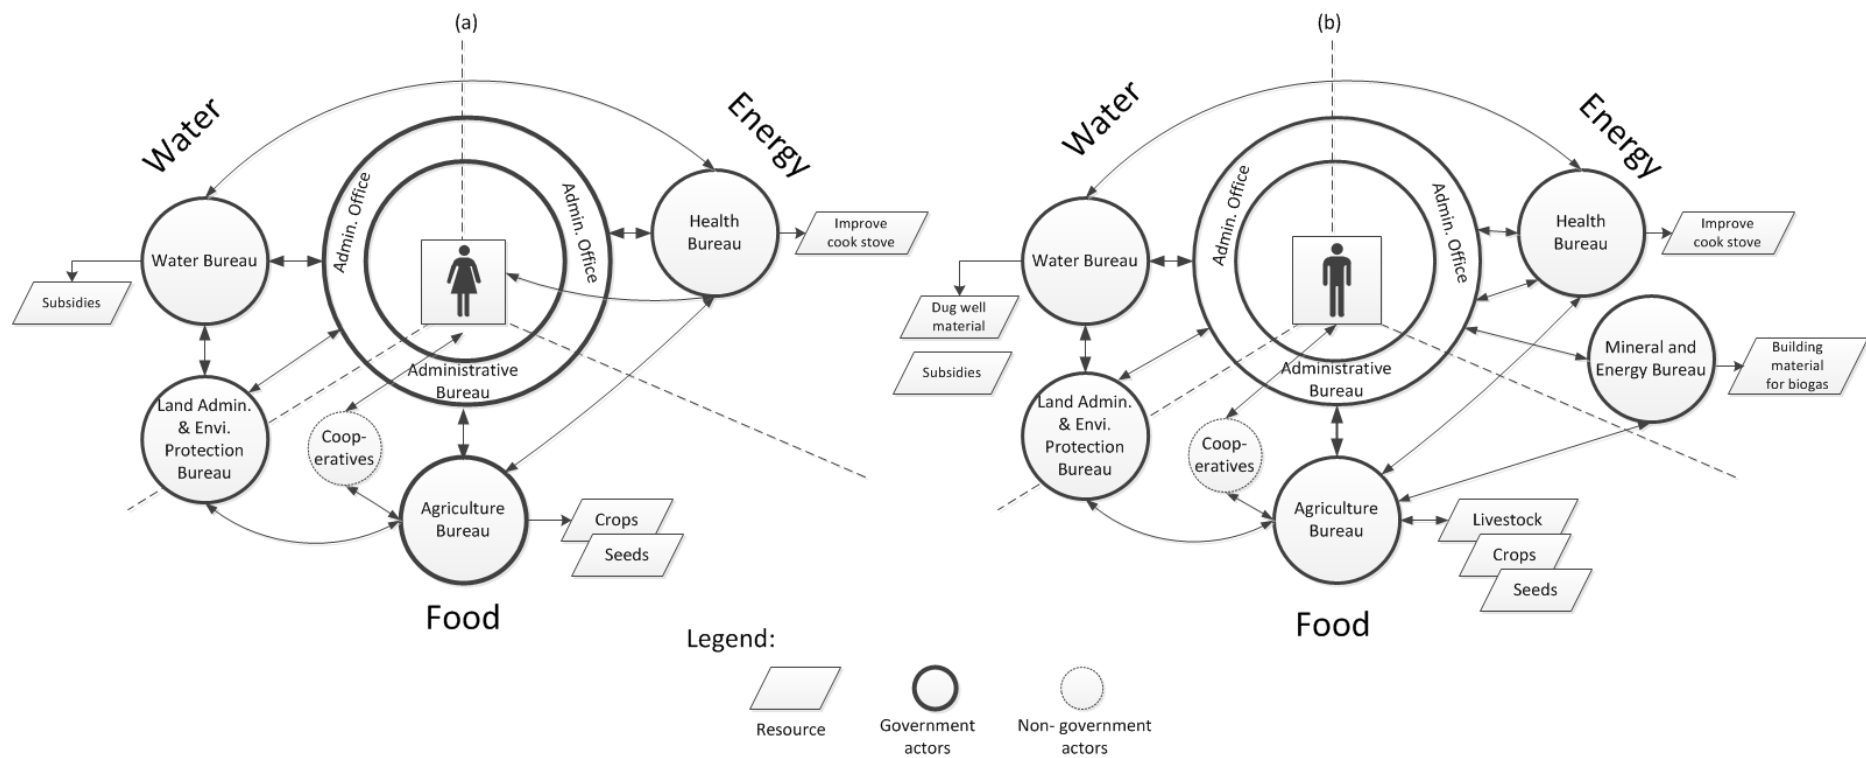 (a)
Water
Energy
Admin. Office
Admin. Office
Health
Bureau
Improve
cook stove
Water Bureau
Subsidies
Administrative
Bureau
Land Admin.
& Envi.
Protection
Bureau
Coop-
eratives
Agriculture
Bureau
Crops
Seeds
Food
(b)
Water
Energy
Admin. Office
Admin. Office
Health
Bureau
Improve
cook stove
Water Bureau
Dug well
material
Subsidies
Mineral and
Energy Bureau
Building
material
for biogas
Administrative
Bureau
Land Admin.
& Envi.
Protection
Bureau
Coop-
eratives
Agriculture
Bureau
Livestock
Crops
Seeds
Food
Legend:
Resource
Government
actors
Non- government
actors